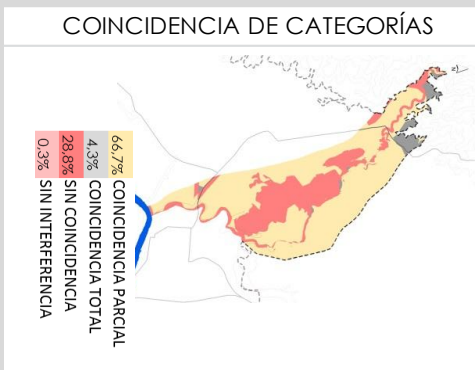 COINCIDENCIA DE CATEGORÍAS
66,7% COINCIDENCIA PARCIAL
4,3% COINCIDENCIA TOTAL
28,8% SIN COINCIDENCIA
0,3% SIN INTERFERENCIA